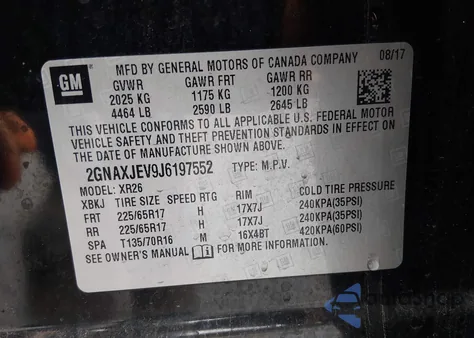 GM
MFD BY GENERAL MOTORS OF CANADA COMPANY 08/17
GVWR GAWR FRT GAWR RR
2025 KG 1175 KG 1200 KG
4464 LB 2590 LB 2645 LB
THIS VEHICLE CONFORMS TO ALL APPLICABLE U.S. FEDERAL MOTOR
VEHICLE SAFETY AND THEFT PREVENTION STANDARDS IN EFFECT
ON THE DATE OF MANUFACTURE SHOWN ABOVE.
2GNAXJEV9J6197552 TYPE: M.P.V.
MODEL: XR26
XBKJ TIRE SIZE SPEED RTG RIM COLD TIRE PRESSURE
FRT 225/65R17 H 17X7J 240KPA(35PSI)
RR 225/65R17 H 17X7J 240KPA(35PSI)
SPA T135/70R16 M 16X4BT 420KPA(60PSI)
SEE OWNER'S MANUAL FOR MORE INFORMATION.